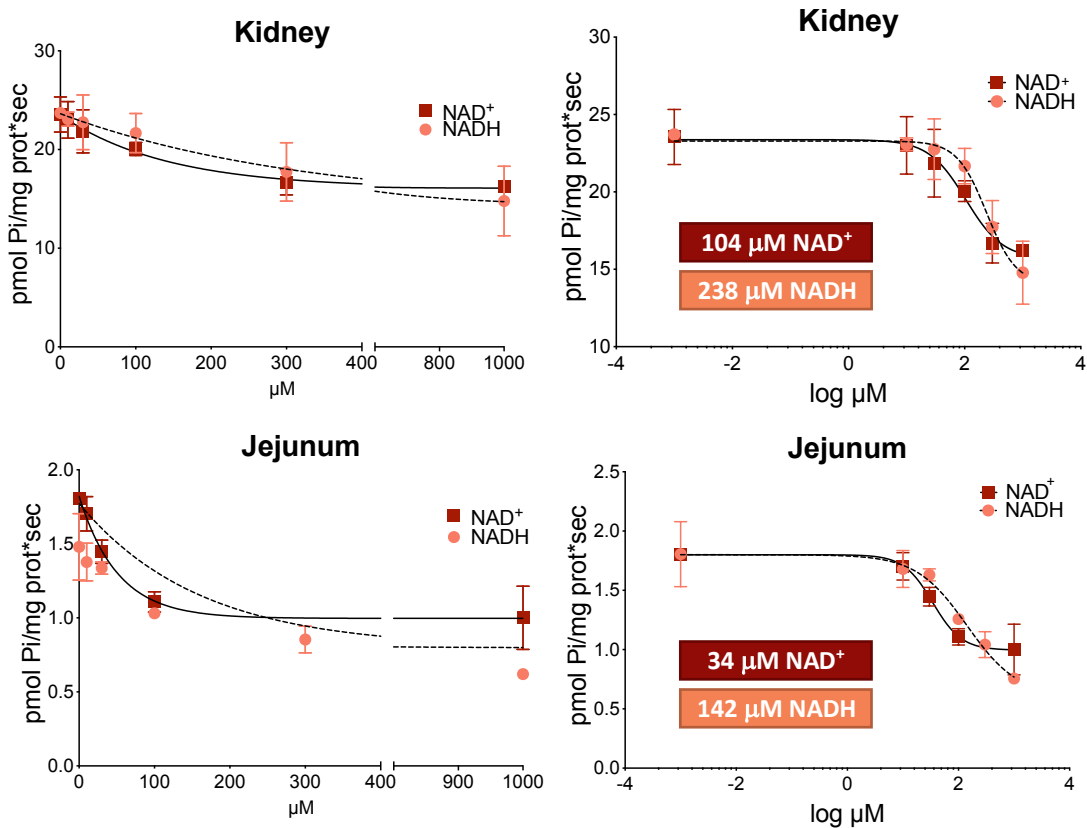 Kidney
pmol Pi/mg prot*sec
30
20
10
0
0
100
200
300
400
800
1000
µM
NAD⁺
NADH
Kidney
pmol Pi/mg prot*sec
30
25
20
15
10
-4
-2
0
2
4
log µM
NAD⁺
NADH
104 µM NAD⁺
238 µM NADH
Jejunum
pmol Pi/mg prot*sec
2.0
1.5
1.0
0.5
0.0
0
100
200
300
400
900
1000
µM
NAD⁺
NADH
Jejunum
pmol Pi/mg prot*sec
2.5
2.0
1.5
1.0
0.5
0.0
-4
-2
0
2
4
log µM
NAD⁺
NADH
34 µM NAD⁺
142 µM NADH